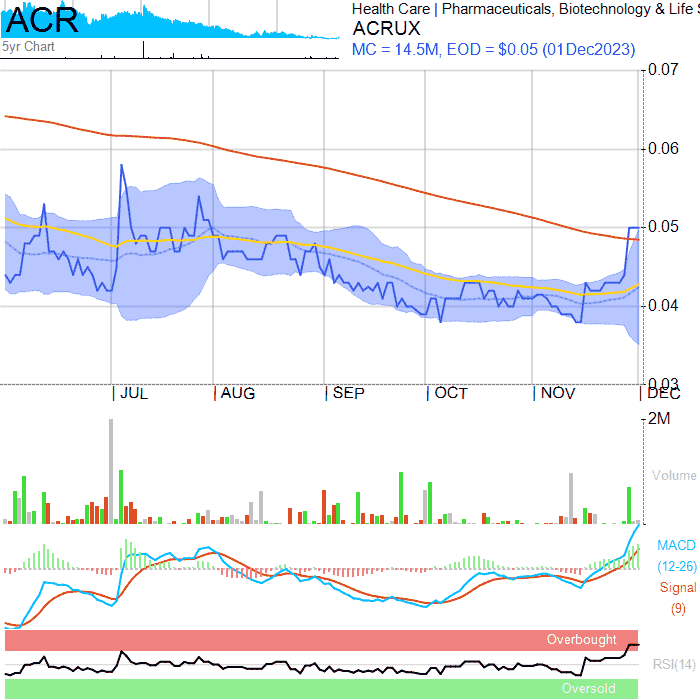 ACR
5yr Chart
Health Care | Pharmaceuticals, Biotechnology & Life S
ACRUX
MC = 14.5M, EOD = $0.05 (01Dec2023)
0.07
0.06
0.05
0.04
0.03
JUL AUG SEP OCT NOV DEC
2M
Volume
MACD
(12-26)
Signal
(9)
Overbought
RSI(14)
Oversold